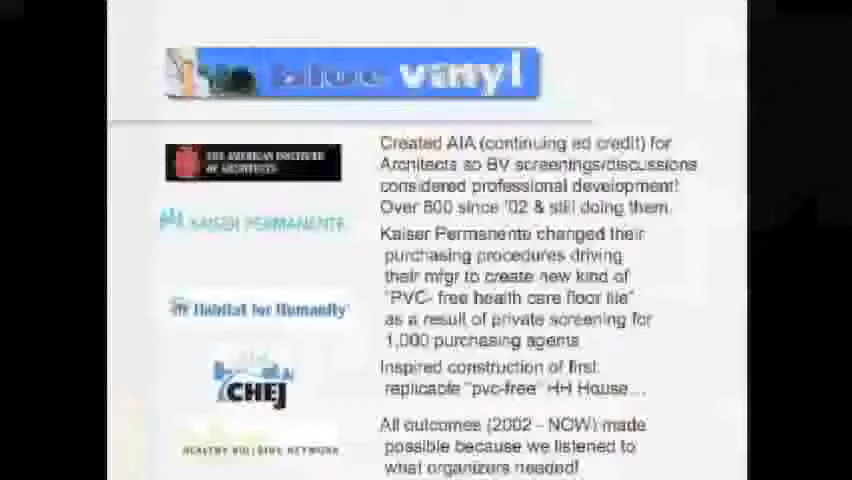 blue vinyl
Created AIA (continuing ed credit) for
THE AMERICAN INSTITUTE
OF ARCHITECTS
Architects so BV screenings/discussions
considered professional development!
Over 800 since '02 & still doing them.
KAISER PERMANENTE
Kaiser Permanente changed their
purchasing procedures driving
their mfgr to create new kind of
"PVC- free health care floor tile"
as a result of private screening for
1,000 purchasing agents
Habitat for Humanity
Inspired construction of first
replicable "pvc-free" HH House...
CHEJ
All outcomes (2002 - NOW) made
possible because we listened to
what organizers needed!
HEALTHY BUILDING NETWORK